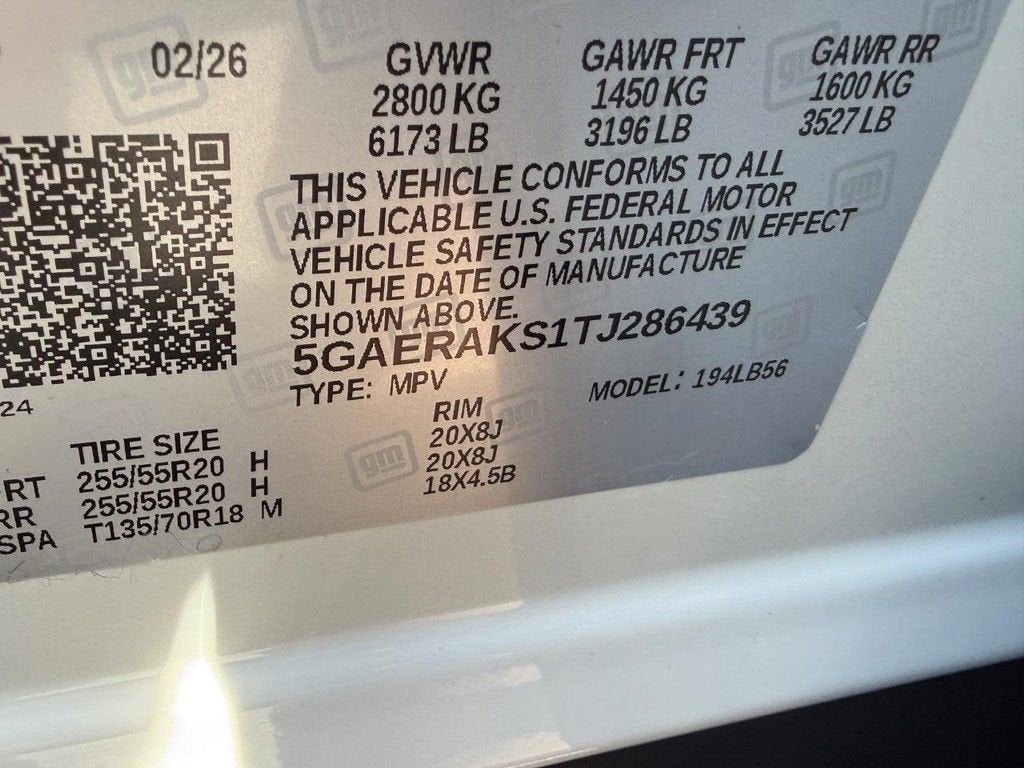 02/26 GVWR GAWR FRT GAWR RR
2800 KG 1450 KG 1600 KG
6173 LB 3196 LB 3527 LB
THIS VEHICLE CONFORMS TO ALL
APPLICABLE U.S. FEDERAL MOTOR
VEHICLE SAFETY STANDARDS IN EFFECT
ON THE DATE OF MANUFACTURE
SHOWN ABOVE.
5GAERAKS1TJ286439
TYPE: MPV MODEL: 194LB56
24
TIRE SIZE RIM
RT 255/55R20 H 20X8J
RR 255/55R20 H 20X8J
SPA T135/70R18 M 18X4.5B
gm